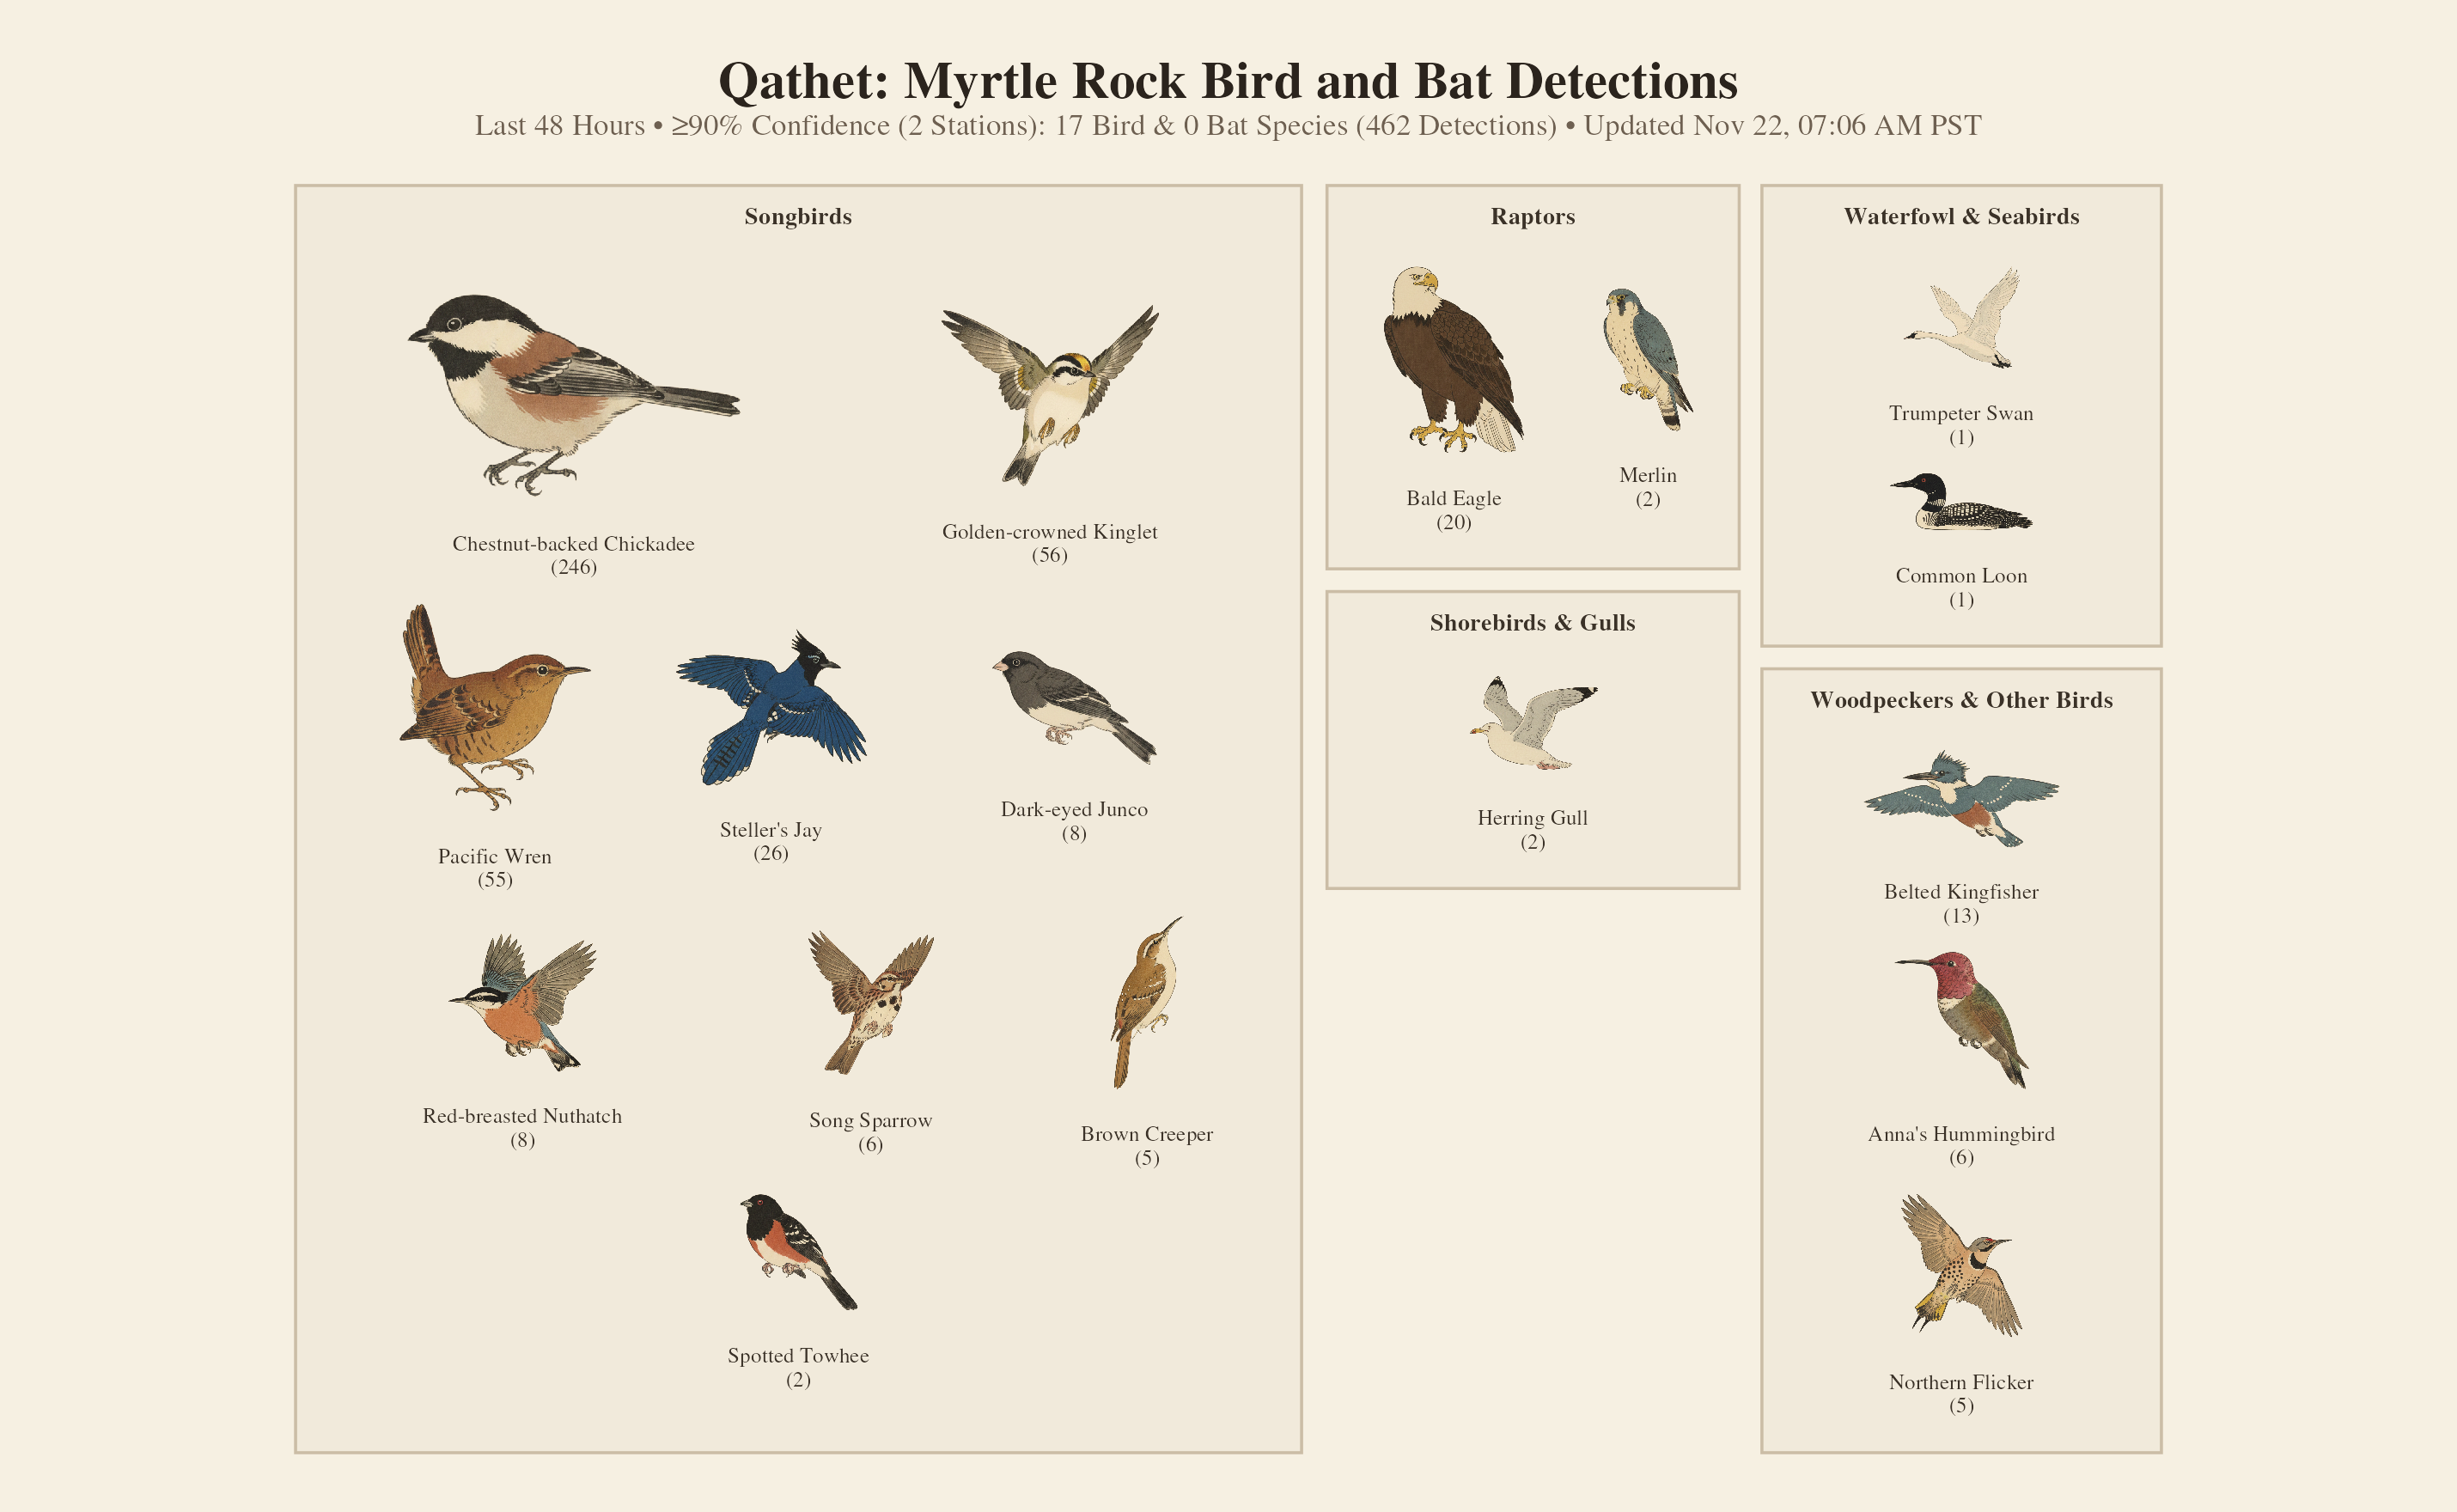 Qathet: Myrtle Rock Bird and Bat Detections
Last 48 Hours • ≥90% Confidence (2 Stations): 17 Bird & 0 Bat Species (462 Detections) • Updated Nov 22, 07:06 AM PST
Songbirds
Chestnut-backed Chickadee
(246)
Golden-crowned Kinglet
(56)
Pacific Wren
(55)
Steller's Jay
(26)
Dark-eyed Junco
(8)
Red-breasted Nuthatch
(8)
Song Sparrow
(6)
Brown Creeper
(5)
Spotted Towhee
(2)
Raptors
Bald Eagle
(20)
Merlin
(2)
Shorebirds & Gulls
Herring Gull
(2)
Waterfowl & Seabirds
Trumpeter Swan
(1)
Common Loon
(1)
Woodpeckers & Other Birds
Belted Kingfisher
(13)
Anna's Hummingbird
(6)
Northern Flicker
(5)